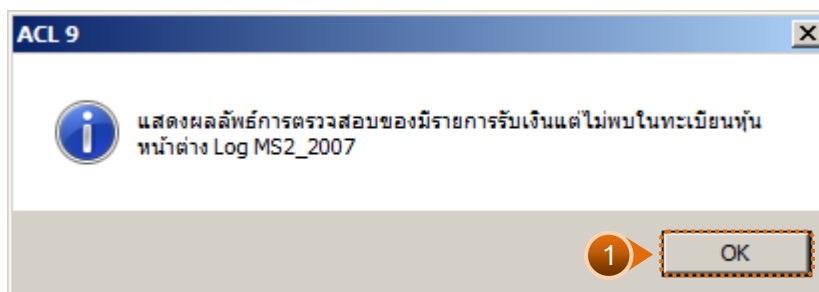 ACL 9
แสดงผลลัพธ์การตรวจสอบของมีรายการรับเงินแต่ไม่พบในทะเบียนหุ้น
หน้าต่าง Log MS2_2007
1
OK